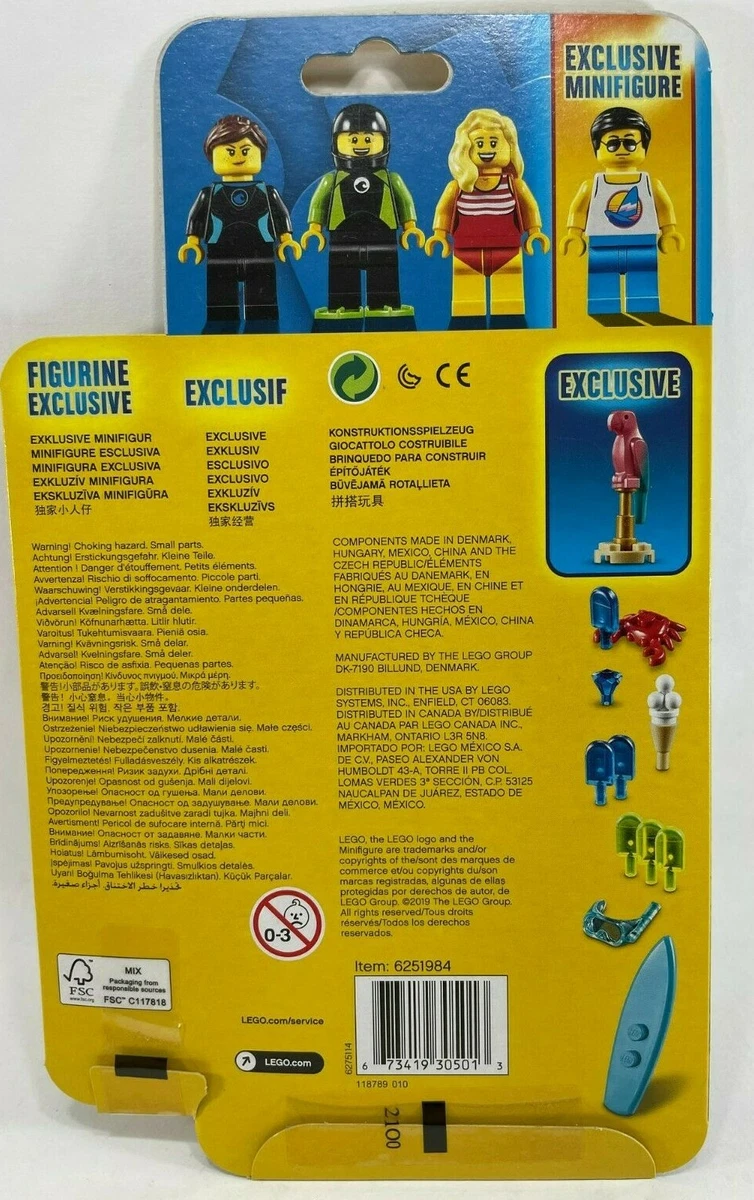 EXCLUSIVE
MINIFIGURE
FIGURINE
EXCLUSIVE
EXKLUSIVE MINIFIGUR
MINIFIGURE ESCLUSIVA
MINIFIGURA EXCLUSIVA
EXKLUZÍV MINIFIGURA
EKSKLUZĪVA MINIFIGŪRA
独家小人仔
EXCLUSIF
EXCLUSIVE
EXKLUSIV
ESCLUSIVO
EXCLUSIVO
EXKLUZÍV
EKSKLUZĪVS
独家经营
CE
KONSTRUKTIONSSPIELZEUG
GIOCATTOLO COSTRUIBILE
BRINQUEDO PARA CONSTRUIR
ÉPÍTŐJÁTÉK
BŪVĒJAMĀ ROTAĻLIETA
拼搭玩具
EXCLUSIVE
Warning! Choking hazard. Small parts.
Achtung! Erstickungsgefahr. Kleine Teile.
Attention ! Danger d'étouffement. Petits éléments.
Avvertenza! Rischio di soffocamento. Piccole parti.
Waarschuwing! Verstikkingsgevaar. Kleine onderdelen.
¡Advertencia! Peligro de atragantamiento. Partes pequeñas.
Advarsel! Kvælningsfare. Små dele.
Viðvörun! Köfnunarhætta. Litlir hlutir.
Varoitus! Tukehtumisvaara. Pieniä osia.
Varning! Kvävningsrisk. Små delar.
Advarsel! Kvelningsfare. Små deler.
Atenção! Risco de asfixia. Pequenas partes.
Προειδοποίηση! Κίνδυνος πνιγμού. Μικρά μέρη.
警告!小部品があります。誤飲・窒息の危険があります。
警告! 小心窒息。当心小物件。
경고! 질식 위험. 작은 부품 포함.
Внимание! Риск удушения. Мелкие детали.
Ostrzeżenie! Niebezpieczeństwo udławienia się. Małe części.
Upozornění! Nebezpečí zalknutí. Malé části.
Upozornenie! Nebezpečenstvo dusenia. Malé časti.
Figyelmeztetés! Fulladásveszély. Kis alkatrészek.
Попередження! Ризик задухи. Дрібні деталі.
Upozorenje! Opasnost od gušenja. Mali dijelovi.
Упозорење! Опасност од гушења. Мали делови.
Предупредување! Опасност од задушување. Мали делови.
Opozorilo! Nevarnost zadušitve zaradi tujka. Majhni deli.
Avertisment! Pericol de sufocare internă. Părți mici.
Внимание! Опасност от задавяне. Малки части.
Brīdinājums! Aizrīšanās risks. Sīkas detaļas.
Hoiatus! Lämbumisoht. Väikesed osad.
Įspėjimas! Pavojus užspringti. Smulkios detalės.
Uyarı! Boğulma Tehlikesi (Havasızlıktan). Küçük Parçalar.
تحذير! خطر الاختناق. أجزاء صغيرة.
COMPONENTS MADE IN DENMARK,
HUNGARY, MEXICO, CHINA AND THE
CZECH REPUBLIC/ÉLÉMENTS
FABRIQUÉS AU DANEMARK, EN
HONGRIE, AU MEXIQUE, EN CHINE ET
EN RÉPUBLIQUE TCHÈQUE
/COMPONENTES HECHOS EN
DINAMARCA, HUNGRÍA, MÉXICO, CHINA
Y REPÚBLICA CHECA.
MANUFACTURED BY THE LEGO GROUP
DK-7190 BILLUND, DENMARK.
DISTRIBUTED IN THE USA BY LEGO
SYSTEMS, INC., ENFIELD, CT 06083.
DISTRIBUTED IN CANADA BY/DISTRIBUÉ
AU CANADA PAR LEGO CANADA INC.,
MARKHAM, ONTARIO L3R 5N8.
IMPORTADO POR: LEGO MÉXICO S.A.
DE C.V., PASEO ALEXANDER VON
HUMBOLDT 43-A, TORRE II PB COL.
LOMAS VERDES 3ª SECCIÓN, C.P. 53125
NAUCALPAN DE JUÁREZ, ESTADO DE
MÉXICO, MÉXICO.
LEGO, the LEGO logo and the
Minifigure are trademarks and/or
copyrights of the/sont des marques de
commerce et/ou copyrights du/son
marcas registradas, algunas de ellas
protegidas por derechos de autor, de
LEGO Group. ©2019 The LEGO Group.
All rights reserved/Tous droits
réservés/Todos los derechos
reservados.
0-3
FSC
www.fsc.org
MIX
Packaging from
responsible sources
FSC™ C117818
LEGO.com/service
LEGO.com
Item: 6251984
6275114
6 73419 30501 3
118789 010
2100